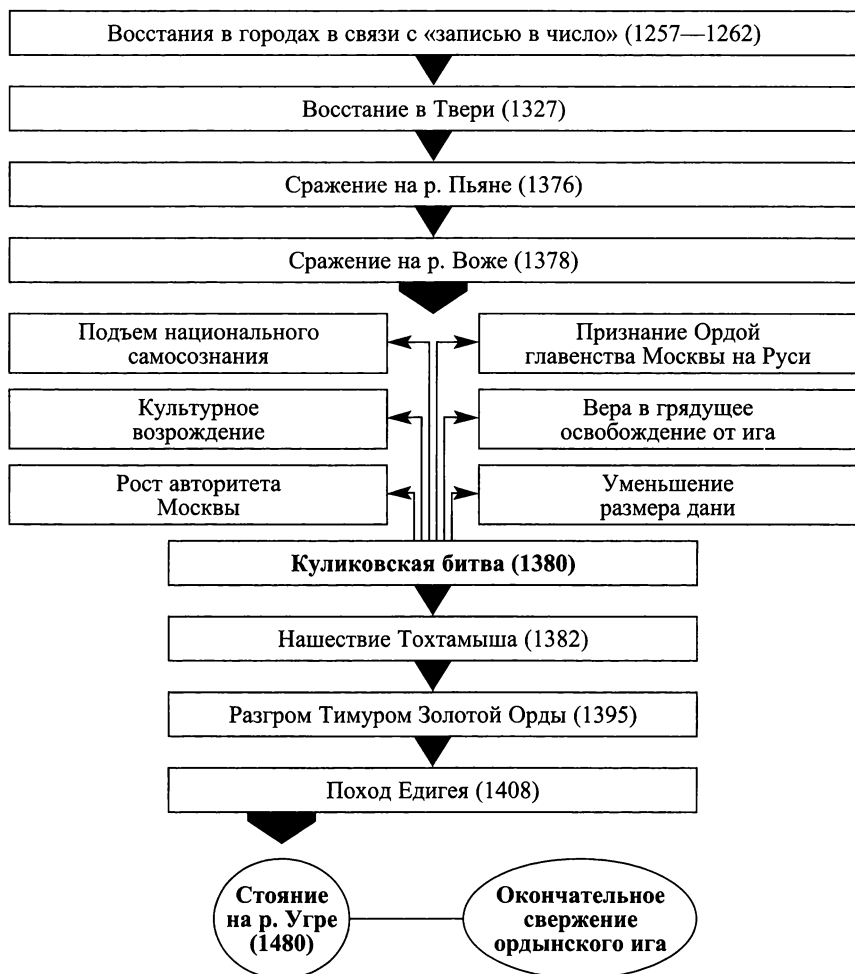 Восстания в городах в связи с «записью в число» (1257—1262)
Восстание в Твери (1327)
Сражение на р. Пьяне (1376)
Сражение на р. Воже (1378)
Подъем национального
самосознания
Признание Ордой
главенства Москвы на Руси
Культурное
возрождение
Вера в грядущее
освобождение от ига
Рост авторитета
Москвы
Уменьшение
размера дани
Куликовская битва (1380)
Нашествие Тохтамыша (1382)
Разгром Тимуром Золотой Орды (1395)
Поход Едигея (1408)
Стояние
на р. Угре
(1480)
Окончательное
свержение
ордынского ига